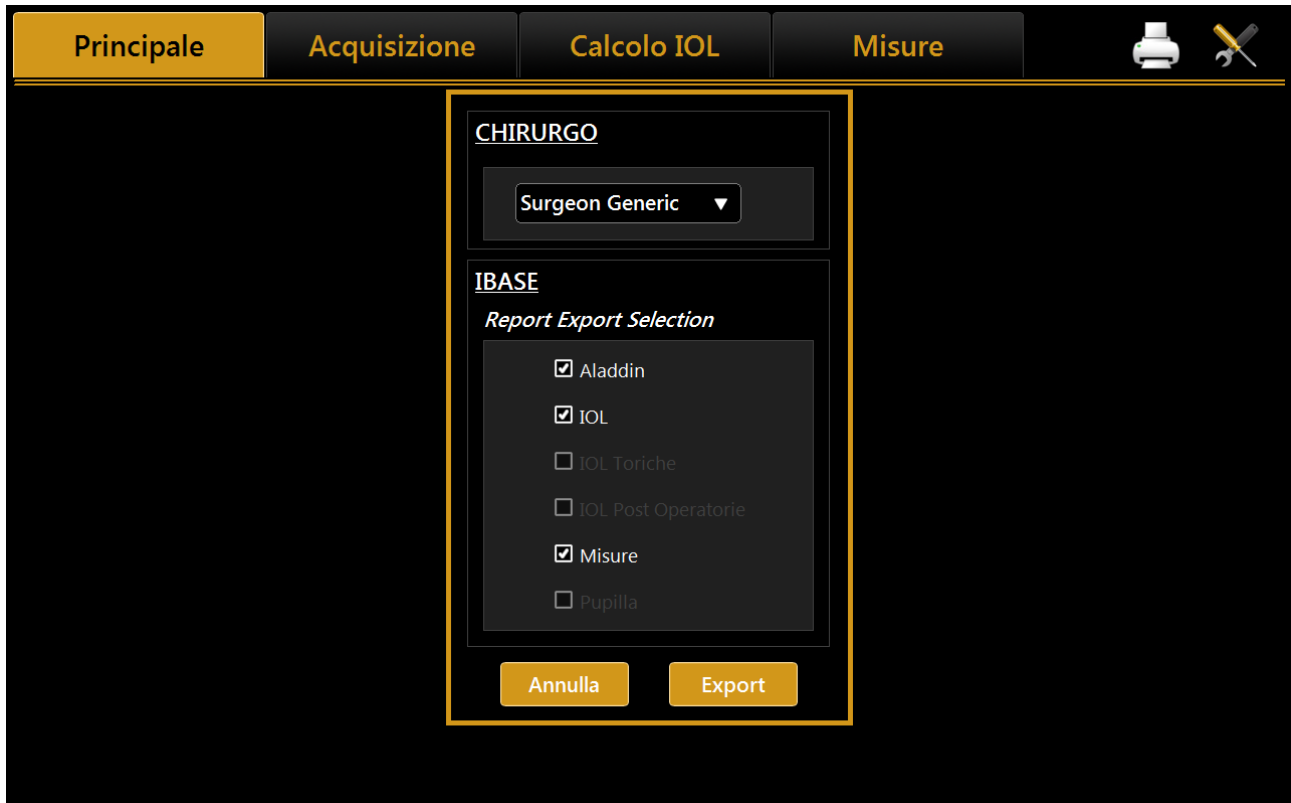 Principale Acquisizione Calcolo IOL Misure
CHIRURGO
Surgeon Generic
IBASE
Report Export Selection
Aladdin
IOL
IOL Toriche
IOL Post Operatorie
Misure
Pupilla
Annulla Export